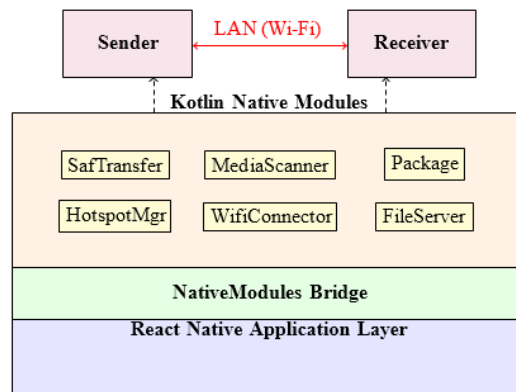 LAN (Wi-Fi)
Sender
Receiver
Kotlin Native Modules
SafTransfer
MediaScanner
Package
HotspotMgr
WifiConnector
FileServer
NativeModules Bridge
React Native Application Layer